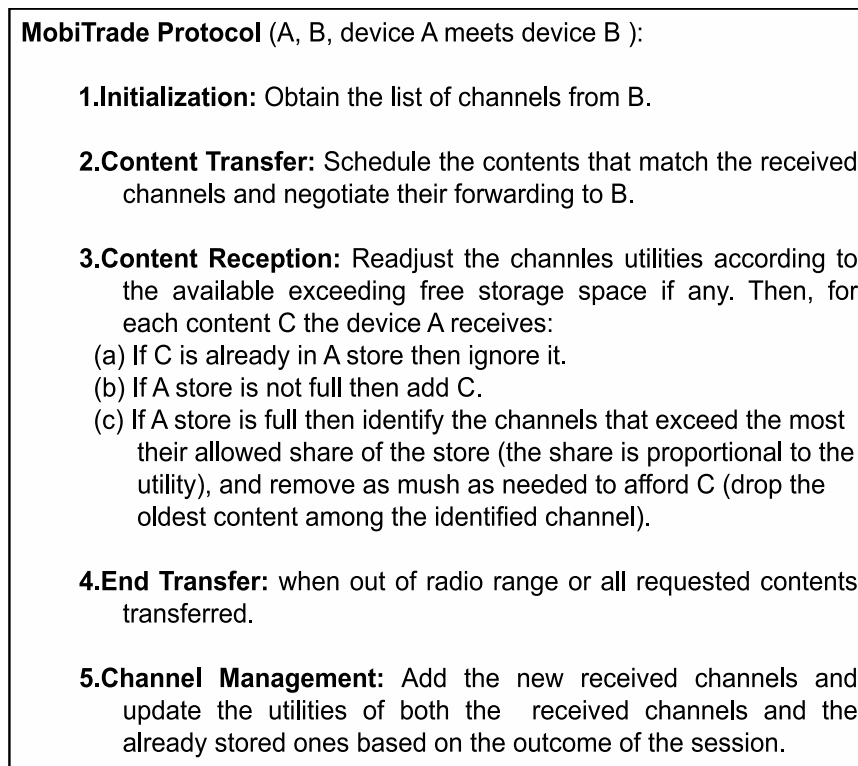 MobiTrade Protocol (A, B, device A meets device B ):
1.Initialization: Obtain the list of channels from B.
2.Content Transfer: Schedule the contents that match the received
channels and negotiate their forwarding to B.
3.Content Reception: Readjust the channles utilities according to
the available exceeding free storage space if any. Then, for
each content C the device A receives:
(a) If C is already in A store then ignore it.
(b) If A store is not full then add C.
(c) If A store is full then identify the channels that exceed the most
their allowed share of the store (the share is proportional to the
utility), and remove as mush as needed to afford C (drop the
oldest content among the identified channel).
4.End Transfer: when out of radio range or all requested contents
transferred.
5.Channel Management: Add the new received channels and
update the utilities of both the received channels and the
already stored ones based on the outcome of the session.